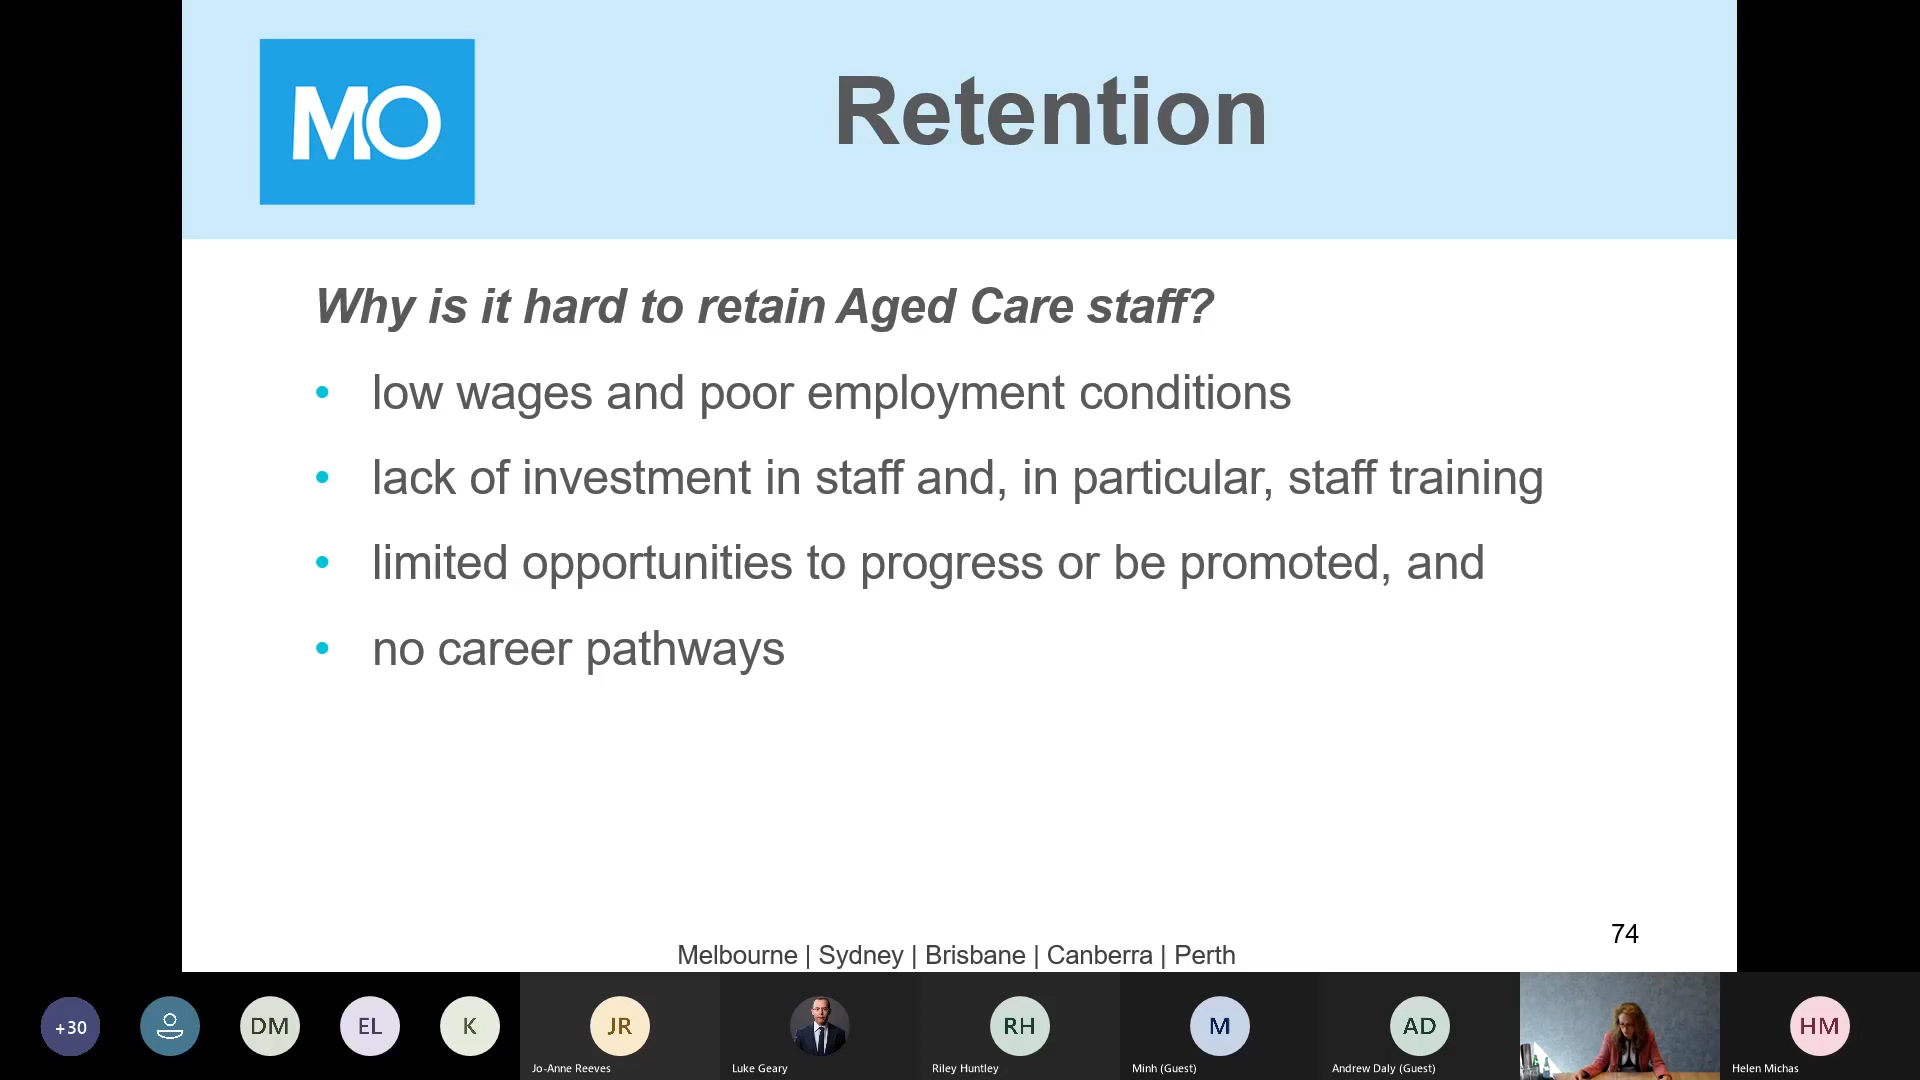 MO
Retention
Why is it hard to retain Aged Care staff?
• low wages and poor employment conditions
• lack of investment in staff and, in particular, staff training
• limited opportunities to progress or be promoted, and
• no career pathways
74
Melbourne | Sydney | Brisbane | Canberra | Perth
+30
DM
EL
K
JR
RH
M
AD
HM
Jo-Anne Reeves
Luke Geary
Riley Huntley
Minh (Guest)
Andrew Daly (Guest)
Helen Michas